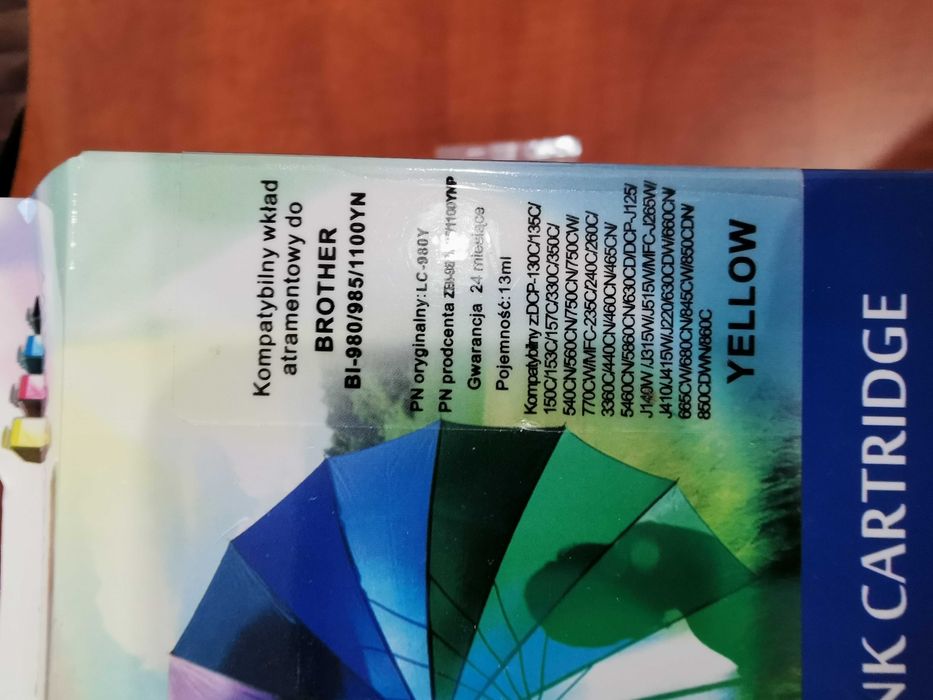 Kompatybilny wkład
atramentowy do
BROTHER
BI-980/985/1100YN
PN oryginalny:LC-980Y
PN prodcenta
Gwarancja 24 miesiące
Pojemność:13ml
Kompatybilny z:DCP-130C/135C/
150C/153C/157C/330C/350C/
540CN/560CN/750CN/750CW/
770CW/MFC-235C/240C/260C/
3360C/440CN/460CN/465CN/
5460CN/5860CN/630CD/DCP-J125/
J140W /J315W/J515W/MFC-J265W/
J410/J415W/J220/630CDW/660CN/
665CW/680CN/845CW/850CDN/
850CDWN/860C
YELLOW
NK CARTRIDGE